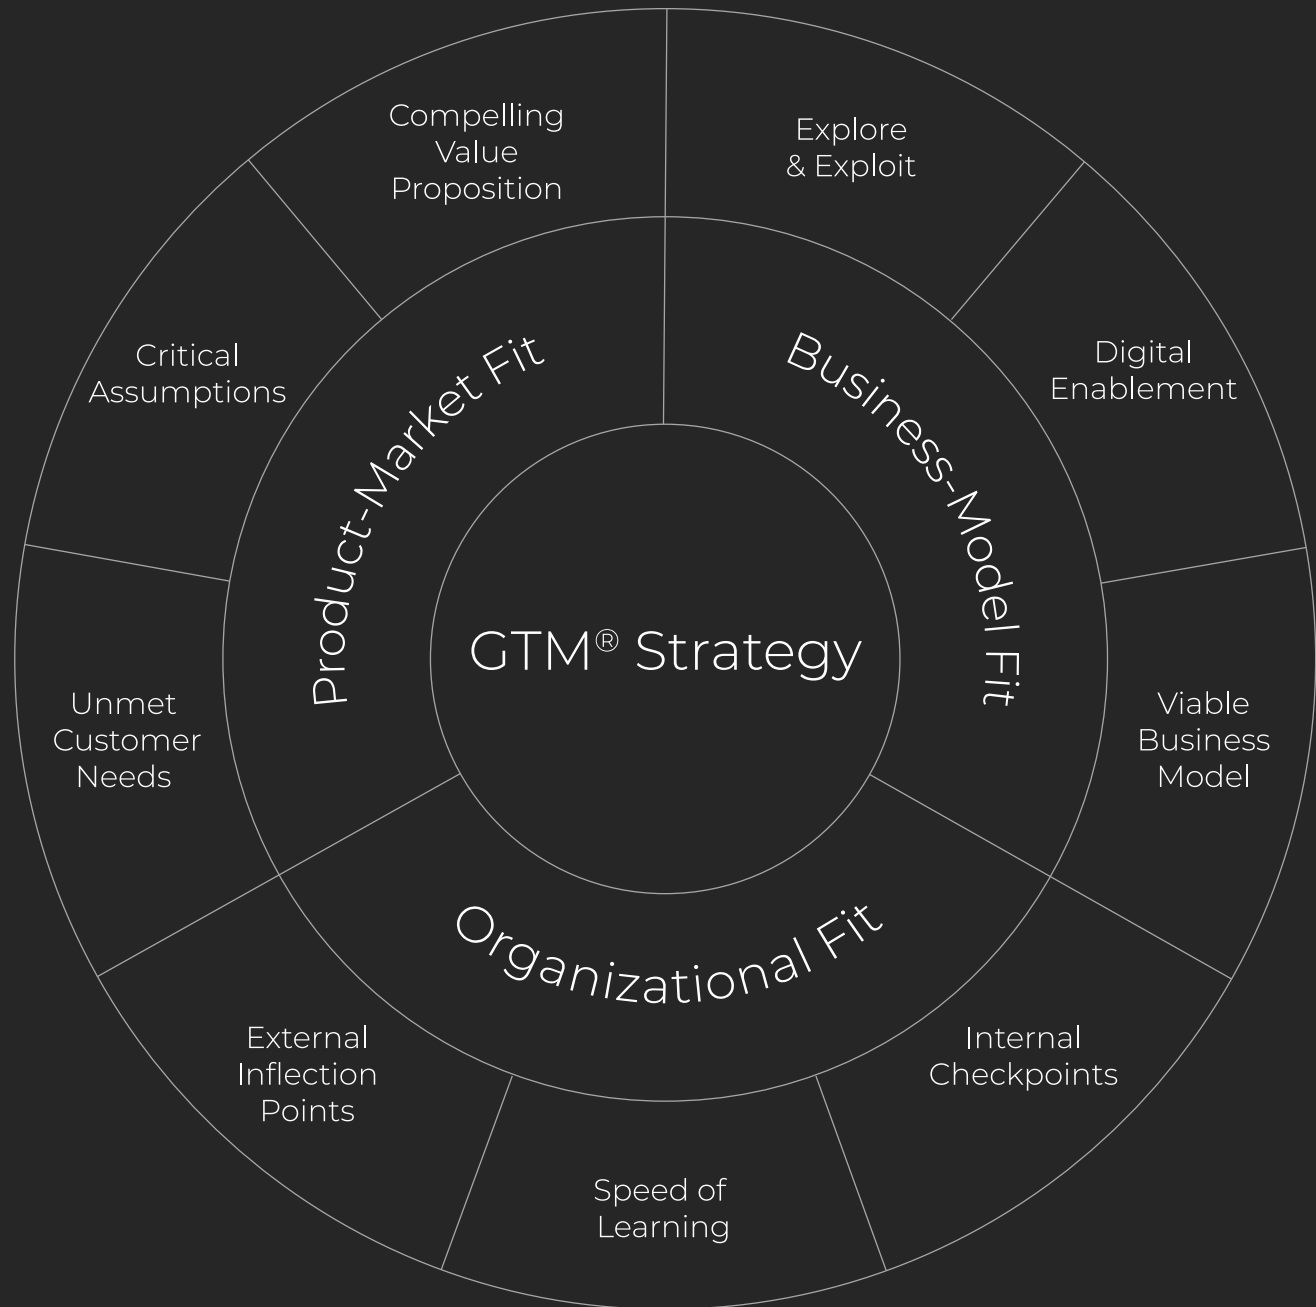 Compelling
Value
Proposition
Explore
& Exploit
Critical
Assumptions
Digital
Enablement
Product-Market Fit
Business-Model Fit
GTM® Strategy
Unmet
Customer
Needs
Viable
Business
Model
Organizational Fit
External
Inflection
Points
Internal
Checkpoints
Speed of
Learning